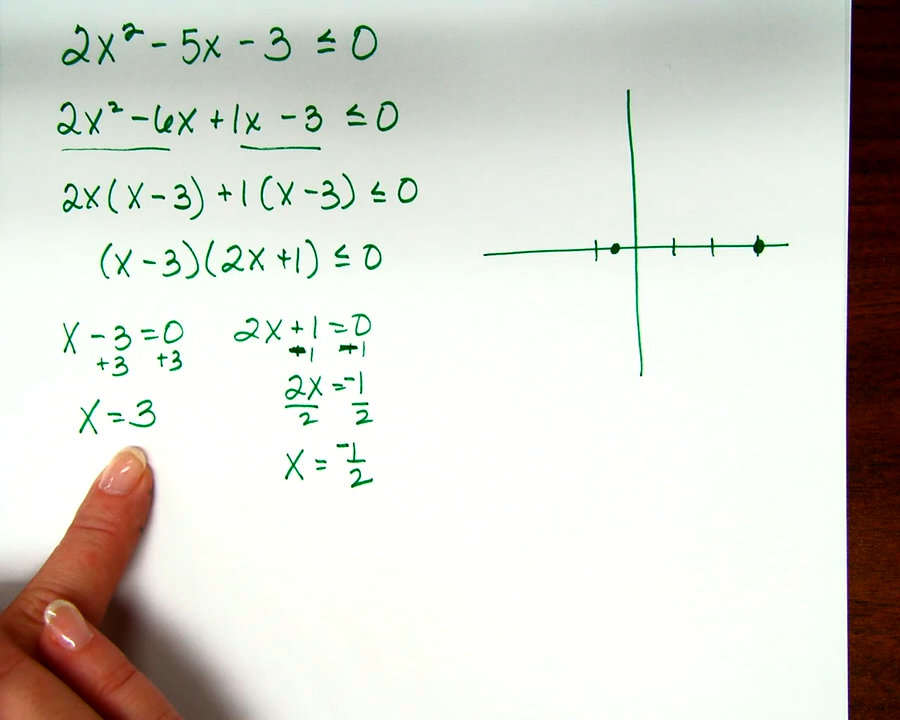 2x² - 5x - 3 ≤ 0
2x² - 6x + 1x - 3 ≤ 0
2x(x - 3) + 1(x - 3) ≤ 0
(x - 3)(2x + 1) ≤ 0
x - 3 = 0
+3 +3
x = 3
2x + 1 = 0
-1 -1
2x/2 = -1/2
x = -1/2